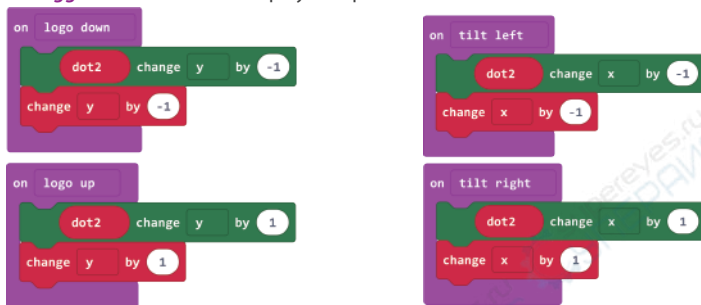 on logo down
dot2 change y by -1
change y by -1
on tilt left
dot2 change x by -1
change x by -1
on logo up
dot2 change y by 1
change y by 1
on tilt right
dot2 change x by 1
change x by 1